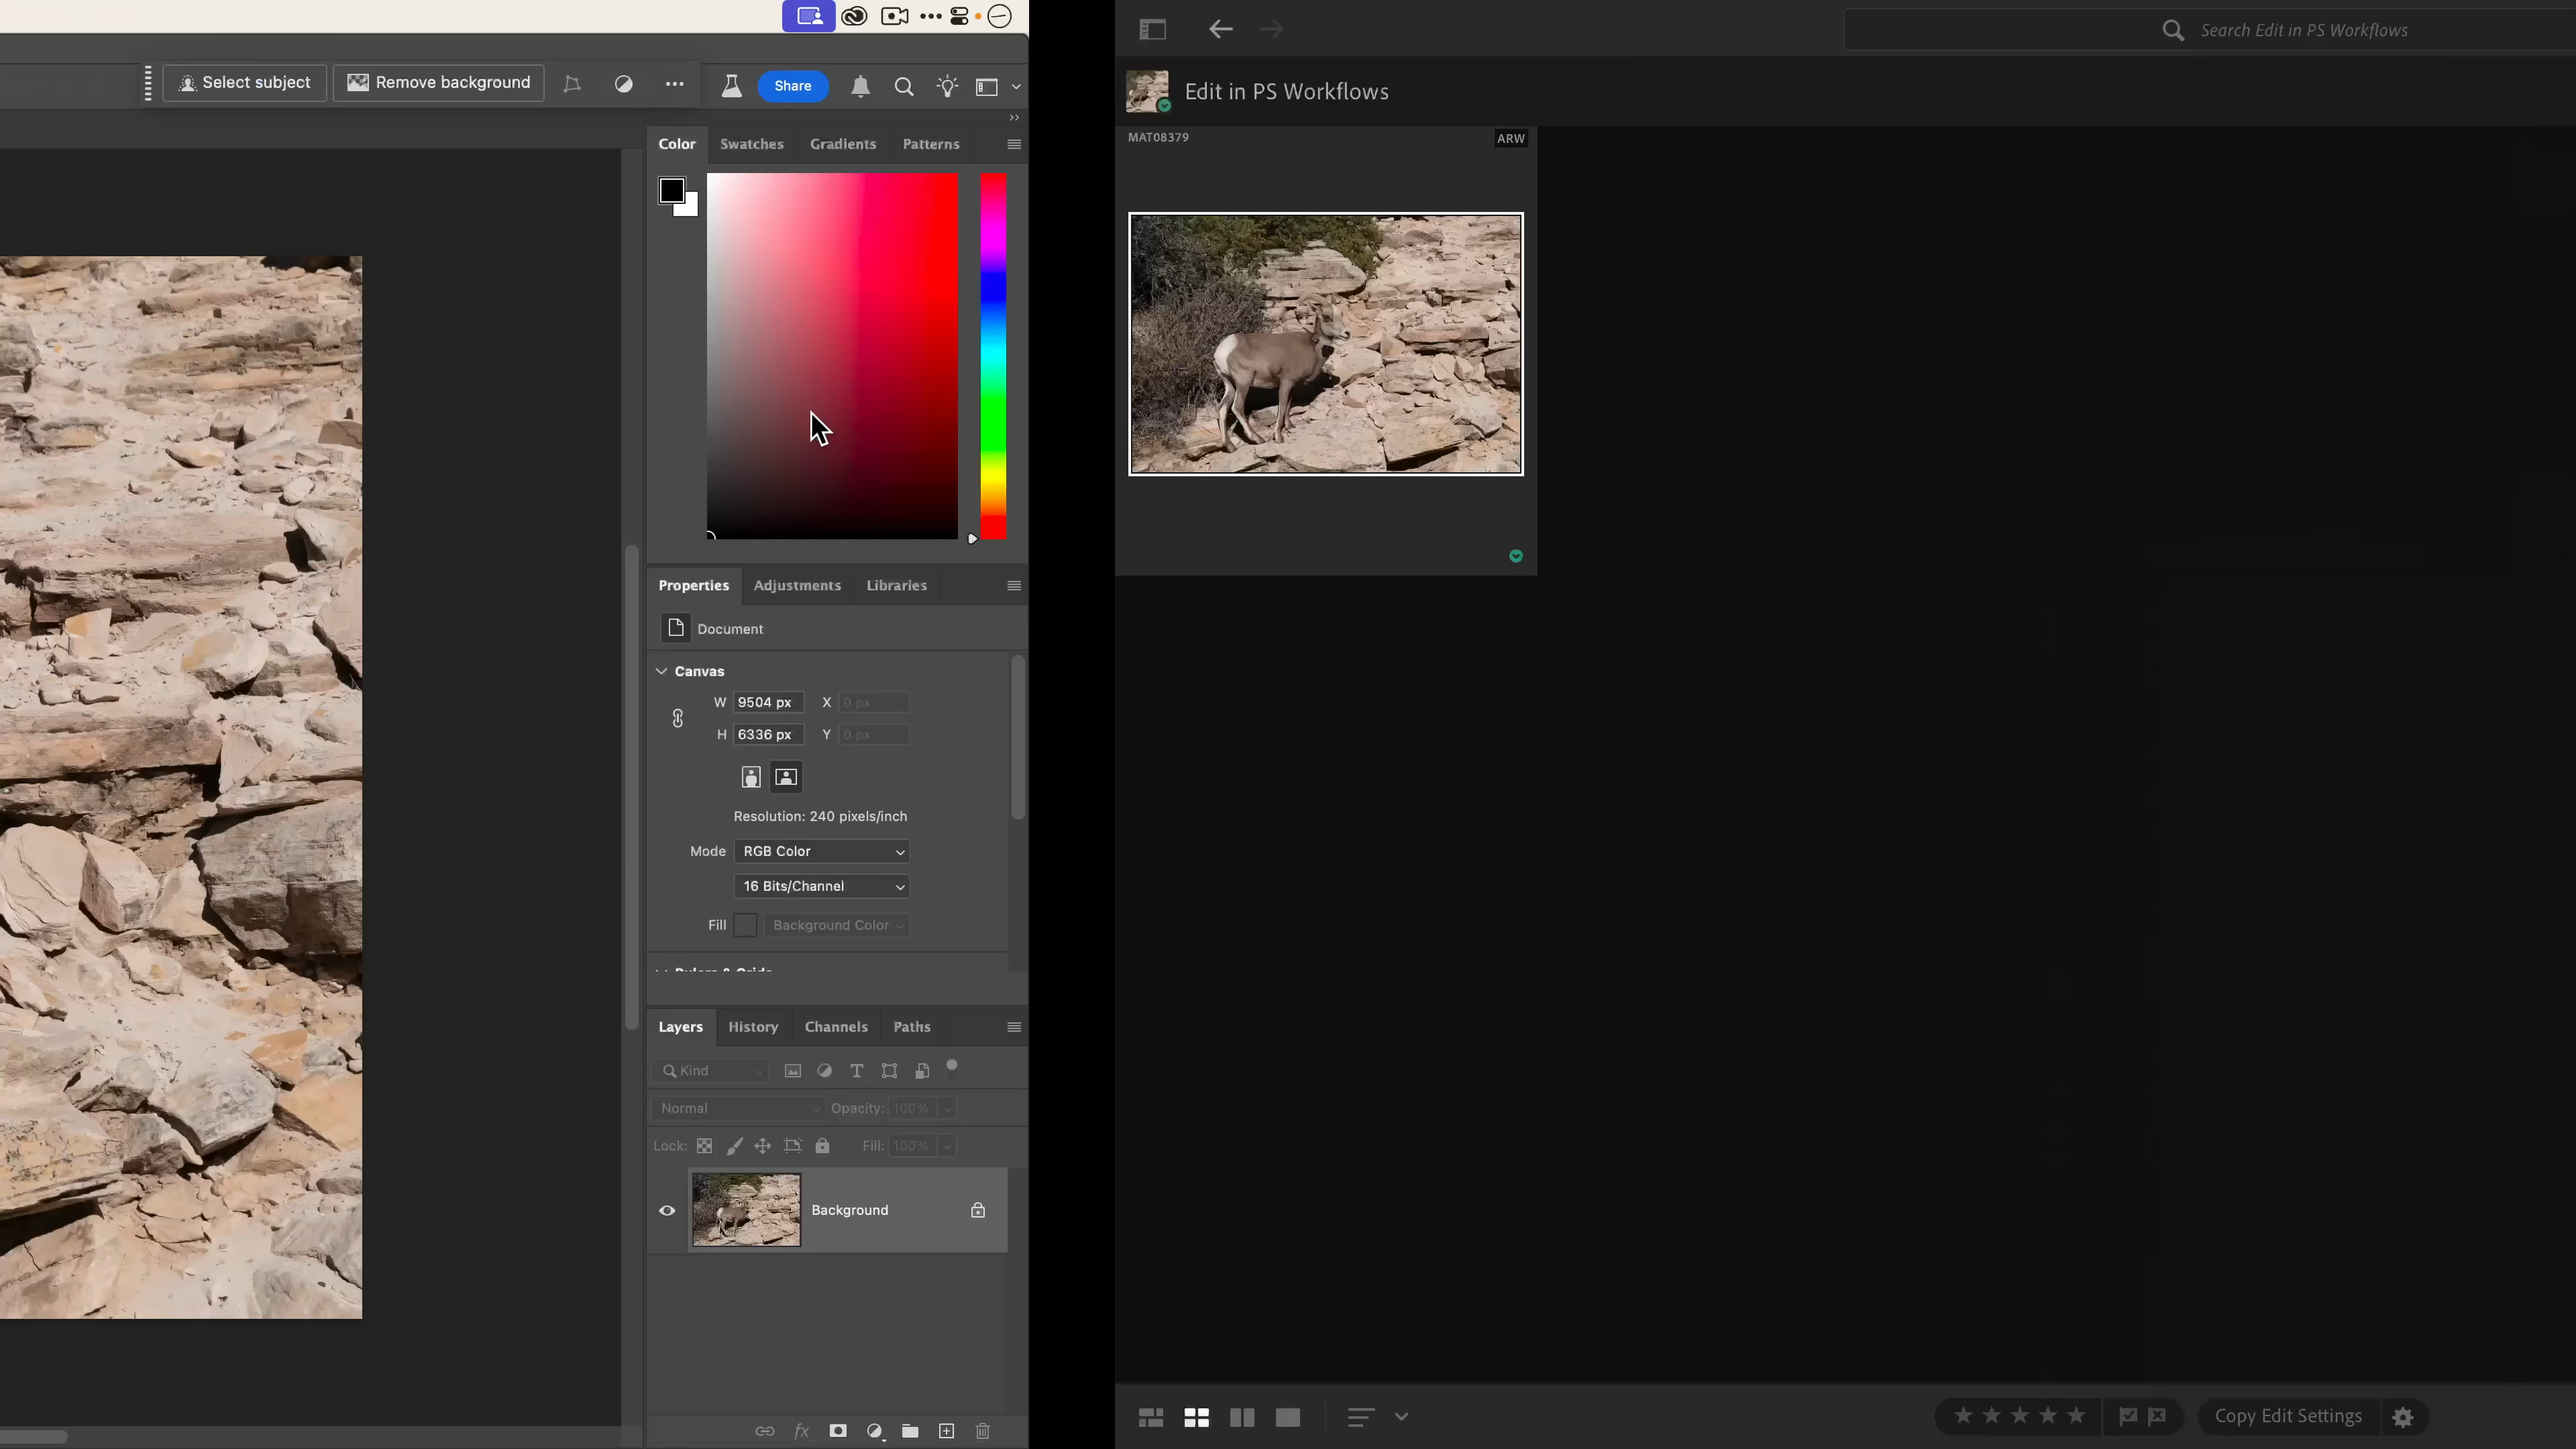 Select subject
Remove background
Share
Color
Swatches
Gradients
Patterns
Properties
Adjustments
Libraries
Document
Canvas
W 9504 px X 0 px
H 6336 px Y 0 px
Resolution: 240 pixels/inch
Mode RGB Color
16 Bits/Channel
Fill Background Color
Rulers & Grids
Layers
History
Channels
Paths
Kind
Normal Opacity: 100%
Lock: Fill: 100%
Background
fx
Search Edit in PS Workflows
Edit in PS Workflows
MAT08379
ARW
Copy Edit Settings